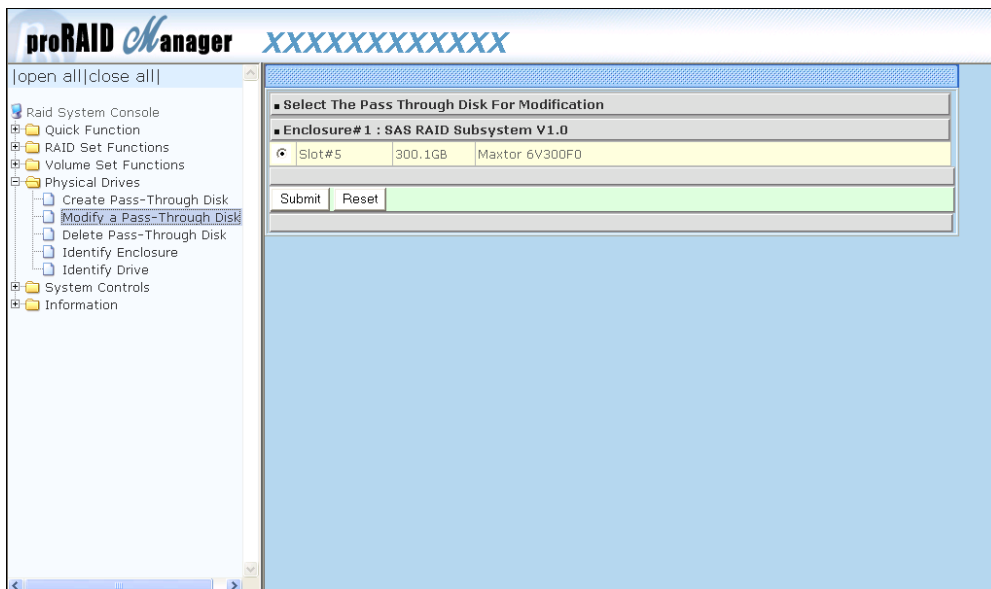 proRAID Manager XXXXXXXXXXXX
|open all|close all|
Raid System Console
Quick Function
RAID Set Functions
Volume Set Functions
Physical Drives
Create Pass-Through Disk
Modify a Pass-Through Disk
Delete Pass-Through Disk
Identify Enclosure
Identify Drive
System Controls
Information
Select The Pass Through Disk For Modification
Enclosure#1 : SAS RAID Subsystem V1.0
Slot#5 300.1GB Maxtor 6V300F0
Submit Reset